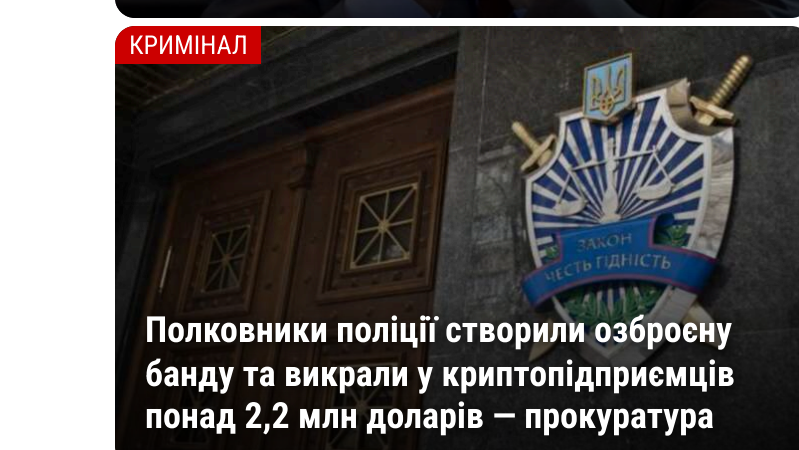 КРИМІНАЛ
ЗАКОН
ЧЕСТЬ ГІДНІСТЬ
Полковники поліції створили озброєну
банду та викрали у криптопідприємців
понад 2,2 млн доларів — прокуратура